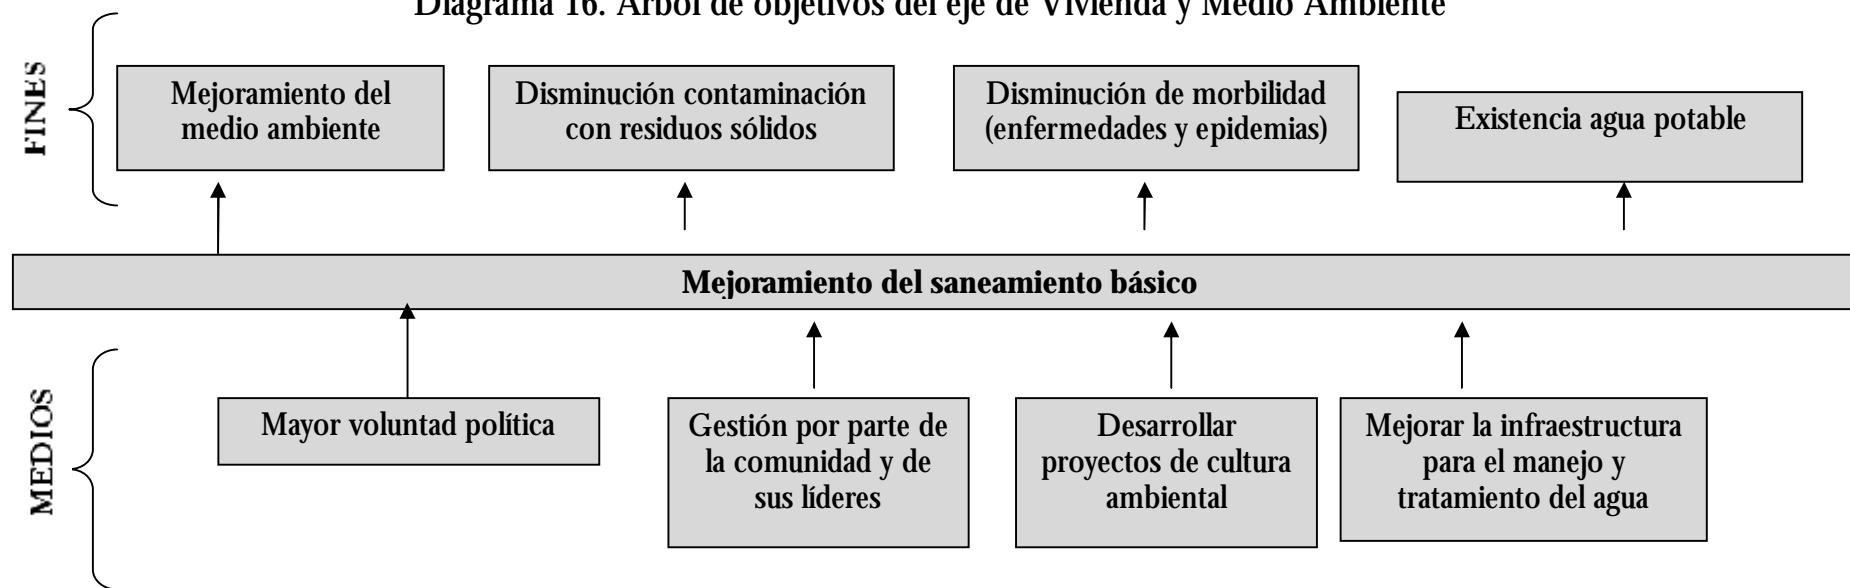 Diagrama 16. Árbol de objetivos del eje de Vivienda y Medio Ambiente
FINES
Mejoramiento del
medio ambiente
Disminución contaminación
con residuos sólidos
Disminución de morbilidad
(enfermedades y epidemias)
Existencia agua potable
Mejoramiento del saneamiento básico
MEDIOS
Mayor voluntad política
Gestión por parte de
la comunidad y de
sus líderes
Desarrollar
proyectos de cultura
ambiental
Mejorar la infraestructura
para el manejo y
tratamiento del agua